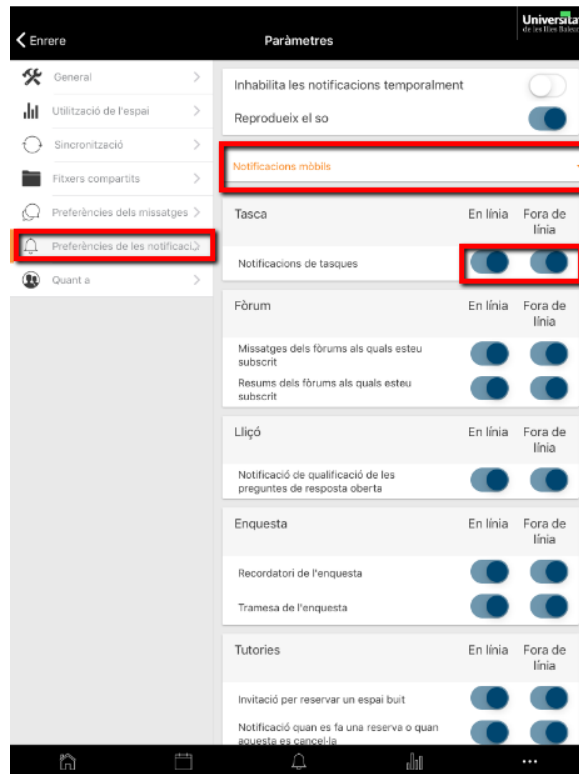 Universitat
de les Illes Balears
Enrere
Paràmetres
General
Utilització de l'espai
Sincronització
Fitxers compartits
Preferències dels missatges
Preferències de les notificaci
Quant a
Inhabilita les notificacions temporalment
Reprodueix el so
Notificacions mòbils
Tasca En línia Fora de
línia
Notificacions de tasques
Fòrum En línia Fora de
línia
Missatges dels fòrums als quals esteu
subscrit
Resums dels fòrums als quals esteu
subscrit
Lliçó En línia Fora de
línia
Notificació de qualificació de les
preguntes de resposta oberta
Enquesta En línia Fora de
línia
Recordatori de l'enquesta
Tramesa de l'enquesta
Tutories En línia Fora de
línia
Invitació per reservar un espai buit
Notificació quan es fa una reserva o quan
aquesta es cancel·la